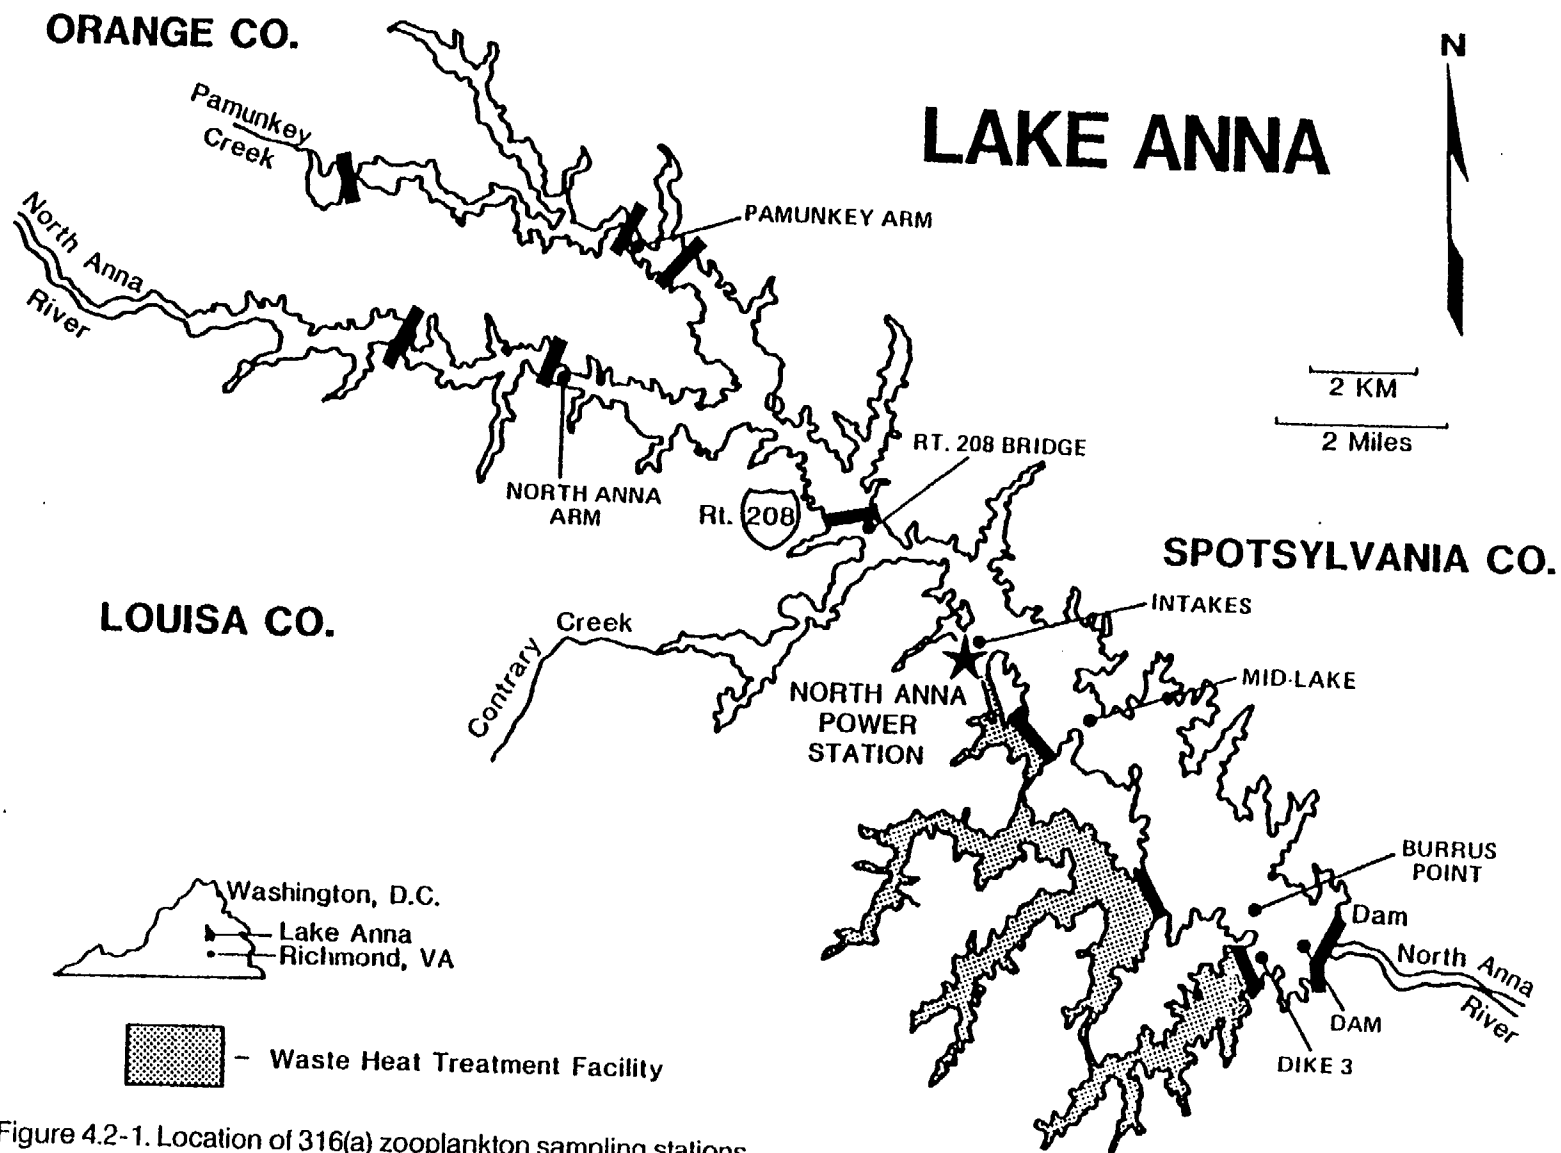 ORANGE CO.
N
LAKE ANNA
Pamunkey
Creek
PAMUNKEY ARM
North Anna
River
2 KM
2 Miles
RT. 208 BRIDGE
NORTH ANNA
ARM
Rt. 208
SPOTSYLVANIA CO.
INTAKES
LOUISA CO.
Contrary Creek
MID-LAKE
NORTH ANNA
POWER
STATION
BURRUS
POINT
Washington, D.C.
Lake Anna
Richmond, VA
Dam
North Anna
River
DAM
DIKE 3
- Waste Heat Treatment Facility
Figure 4.2-1. Location of 316(a) zooplankton sampling stations